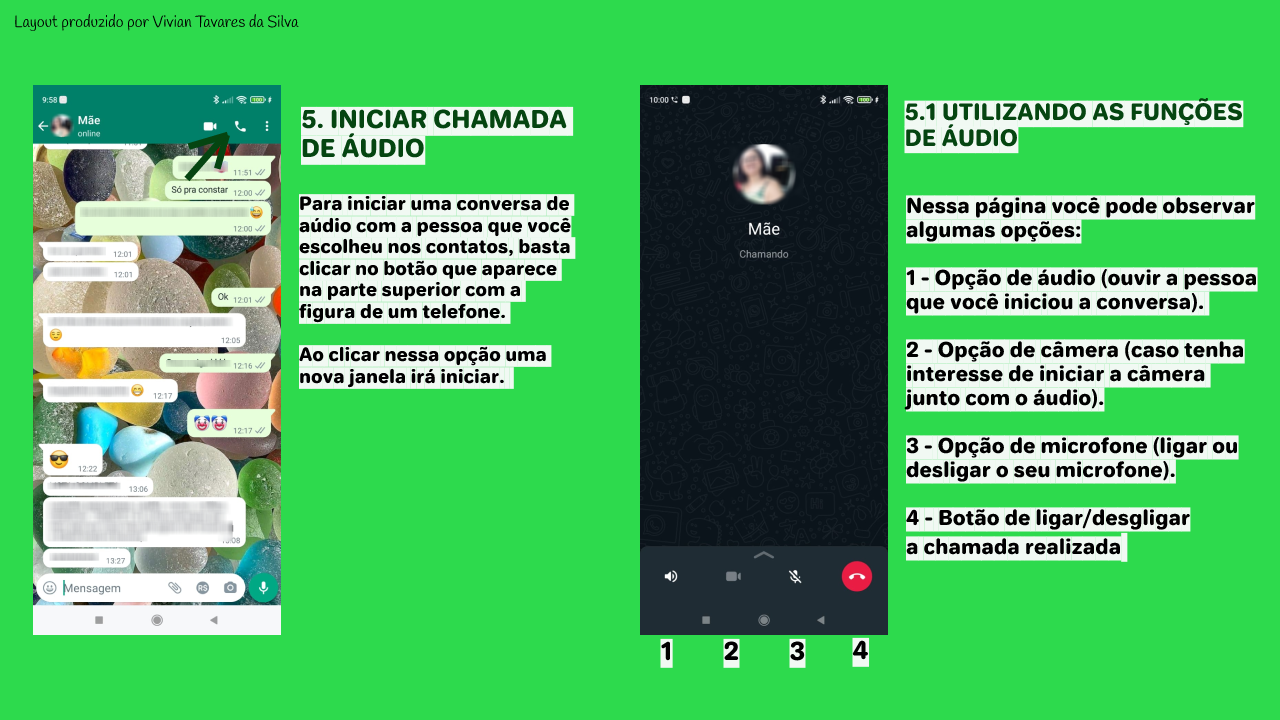 Layout produzido por Vivian Tavares da Silva
9:58
Mãe
online
11:51
Só pra constar 12:00
12:00
12:01
12:01
Ok 12:01
12:05
12:16
12:17
12:17
12:22
13:06
13:27
Mensagem
R$
5. INICIAR CHAMADA
DE ÁUDIO
Para iniciar uma conversa de
aúdio com a pessoa que você
escolheu nos contatos, basta
clicar no botão que aparece
na parte superior com a
figura de um telefone.
Ao clicar nessa opção uma
nova janela irá iniciar.
10:00
Mãe
Chamando
1 2 3 4
5.1 UTILIZANDO AS FUNÇÕES
DE ÁUDIO
Nessa página você pode observar
algumas opções:
1 - Opção de áudio (ouvir a pessoa
que você iniciou a conversa).
2 - Opção de câmera (caso tenha
interesse de iniciar a câmera
junto com o áudio).
3 - Opção de microfone (ligar ou
desligar o seu microfone).
4 - Botão de ligar/desgligar
a chamada realizada